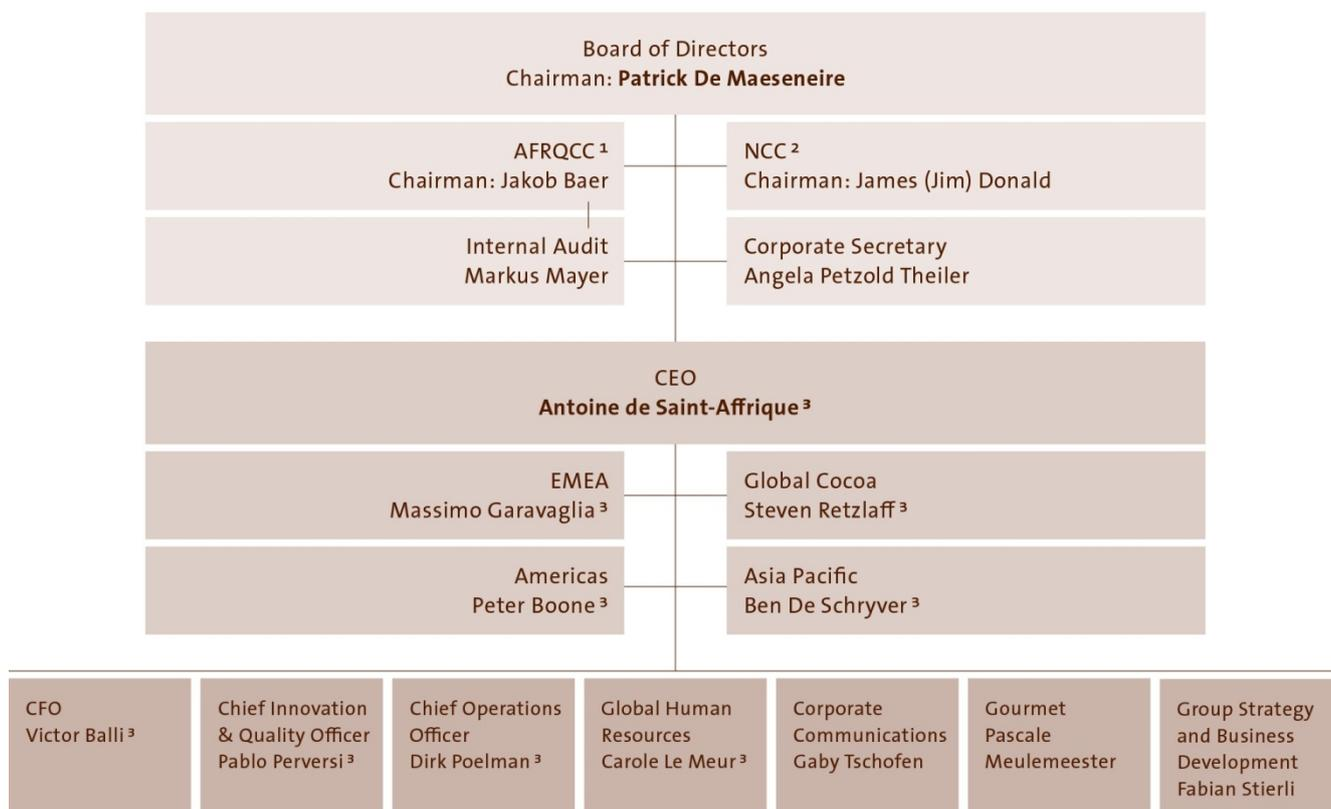 Board of Directors
Chairman: Patrick De Maeseneire
AFRQCC ¹
Chairman: Jakob Baer
NCC ²
Chairman: James (Jim) Donald
Internal Audit
Markus Mayer
Corporate Secretary
Angela Petzold Theiler
CEO
Antoine de Saint-Affrique ³
EMEA
Massimo Garavaglia ³
Global Cocoa
Steven Retzlaff ³
Americas
Peter Boone ³
Asia Pacific
Ben De Schryver ³
CFO
Victor Balli ³
Chief Innovation
& Quality Officer
Pablo Perversi ³
Chief Operations
Officer
Dirk Poelman ³
Global Human
Resources
Carole Le Meur ³
Corporate
Communications
Gaby Tschofen
Gourmet
Pascale
Meulemeester
Group Strategy
and Business
Development
Fabian Stierli